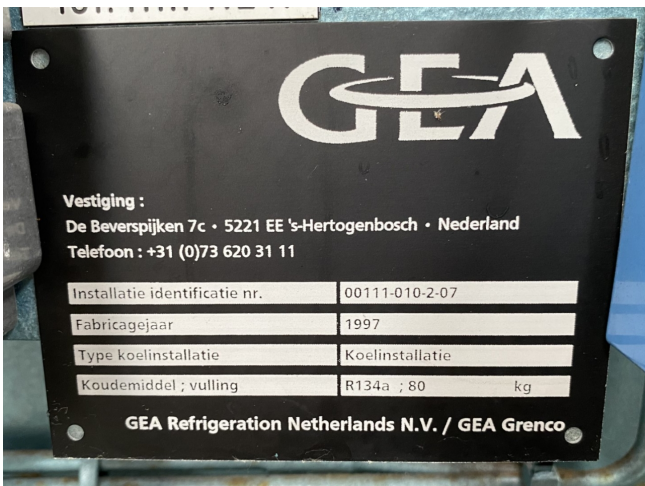 GEA
Vestiging :
De Beverspijken 7c • 5221 EE 's-Hertogenbosch • Nederland
Telefoon : +31 (0)73 620 31 11
Installatie identificatie nr. 00111-010-2-07
Fabricagejaar 1997
Type koelinstallatie Koelinstallatie
Koudemiddel ; vulling R134a ; 80 kg
GEA Refrigeration Netherlands N.V. / GEA Grenco